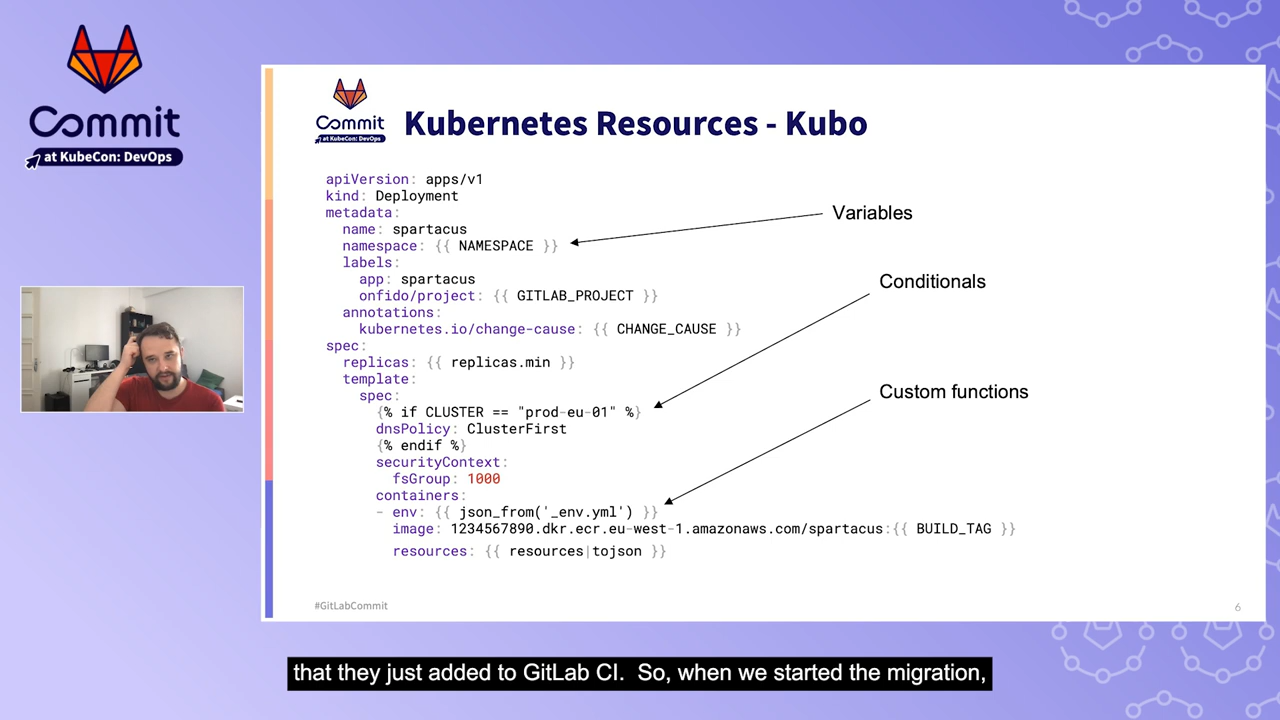 Commit
at KubeCon: DevOps
Commit
at KubeCon: DevOps
Kubernetes Resources - Kubo
apiVersion: apps/v1
kind: Deployment
metadata:
name: spartacus
namespace: {{ NAMESPACE }}
labels:
app: spartacus
onfido/project: {{ GITLAB_PROJECT }}
annotations:
kubernetes.io/change-cause: {{ CHANGE_CAUSE }}
spec:
replicas: {{ replicas.min }}
template:
spec:
{% if CLUSTER == "prod-eu-01" %}
dnsPolicy: ClusterFirst
{% endif %}
securityContext:
fsGroup: 1000
containers:
- env: {{ json_from('_env.yml') }}
image: 1234567890.dkr.ecr.eu-west-1.amazonaws.com/spartacus:{{ BUILD_TAG }}
resources: {{ resources|tojson }}
Variables
Conditionals
Custom functions
#GitLabCommit
6
that they just added to GitLab CI.  So, when we started the migration,